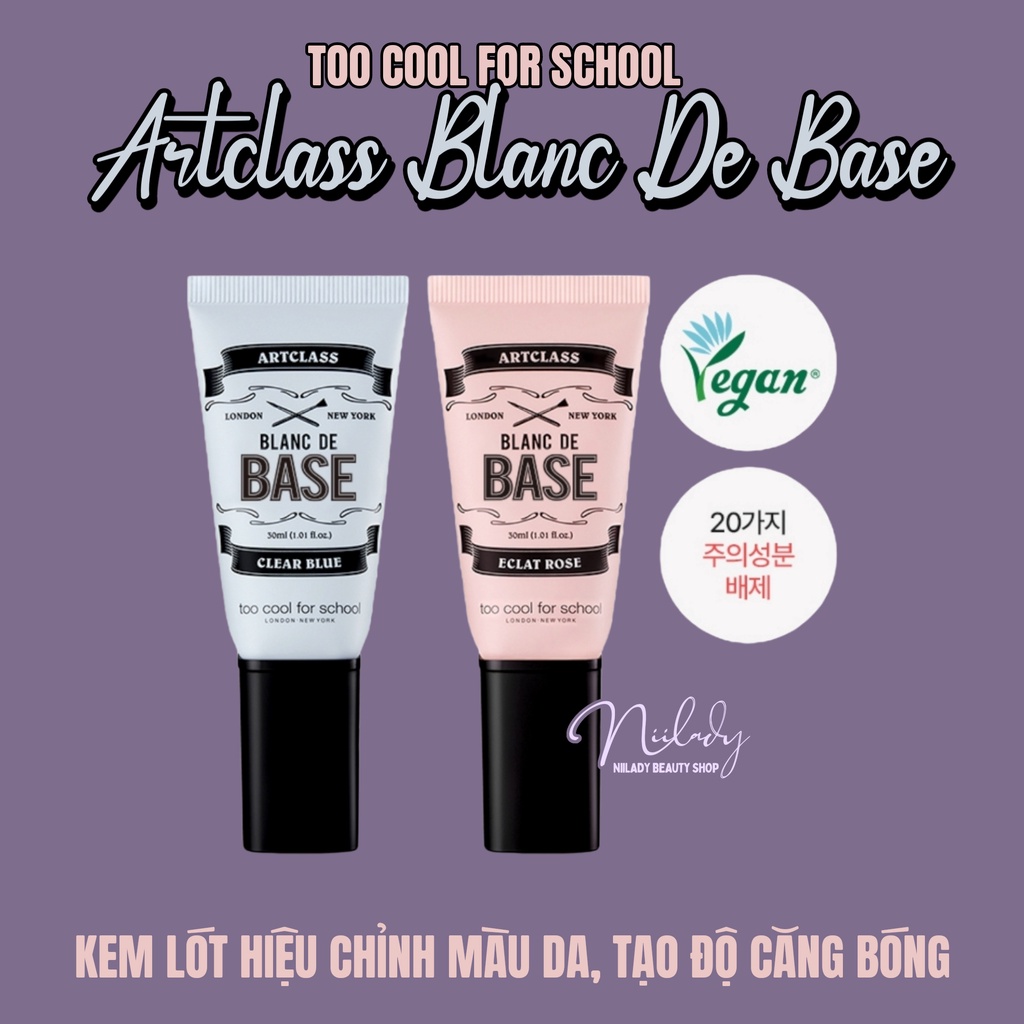 TOO COOL FOR SCHOOL
Artclass Blanc De Base
ARTCLASS
LONDON NEW YORK
BLANC DE
BASE
30ml (1.01 fl.oz.)
CLEAR BLUE
too cool for school
LONDON·NEW YORK
ARTCLASS
LONDON NEW YORK
BLANC DE
BASE
30ml (1.01 fl.oz.)
ECLAT ROSE
too cool for school
LONDON·NEW YORK
Vegan®
20가지
주의성분
배제
Niilady
NIILADY BEAUTY SHOP
KEM LÓT HIỆU CHỈNH MÀU DA, TẠO ĐỘ CĂNG BÓNG